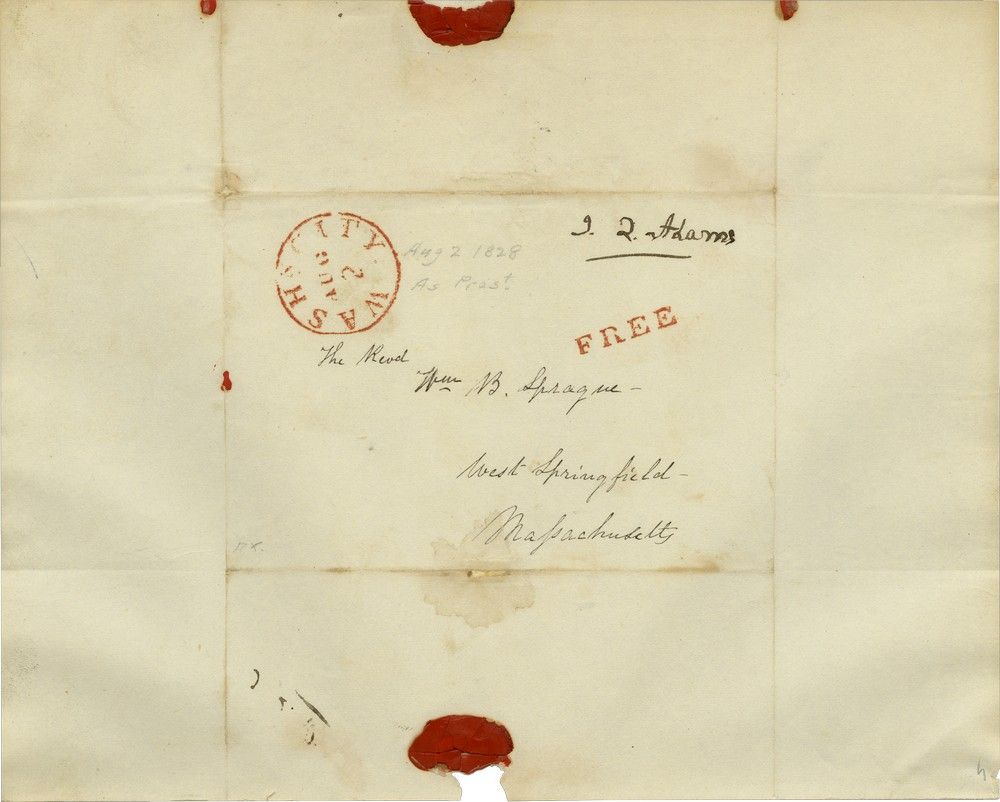 WASH. CITY.
AUG
2
Aug 2 1828
As Prest.
J. Q. Adams
FREE
The Revd
Wm B. Sprague -
West Springfield -
Maſsachusetts